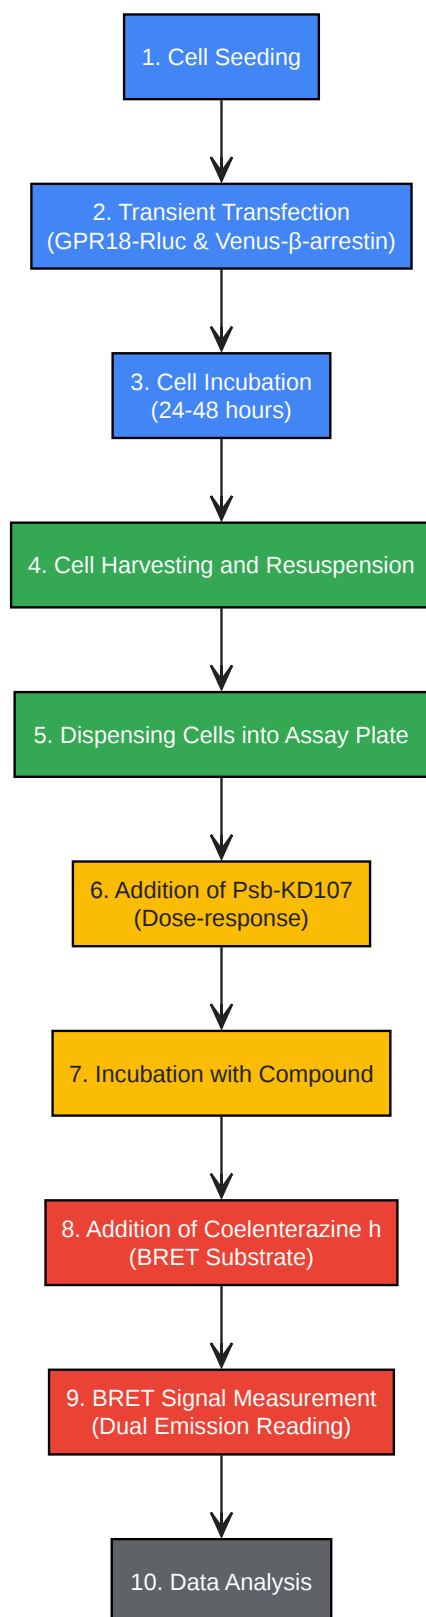 1. Cell Seeding
2. Transient Transfection
(GPR18-Rluc & Venus-β-arrestin)
3. Cell Incubation
(24-48 hours)
4. Cell Harvesting and Resuspension
5. Dispensing Cells into Assay Plate
6. Addition of Psb-KD107
(Dose-response)
7. Incubation with Compound
8. Addition of Coelenterazine h
(BRET Substrate)
9. BRET Signal Measurement
(Dual Emission Reading)
10. Data Analysis